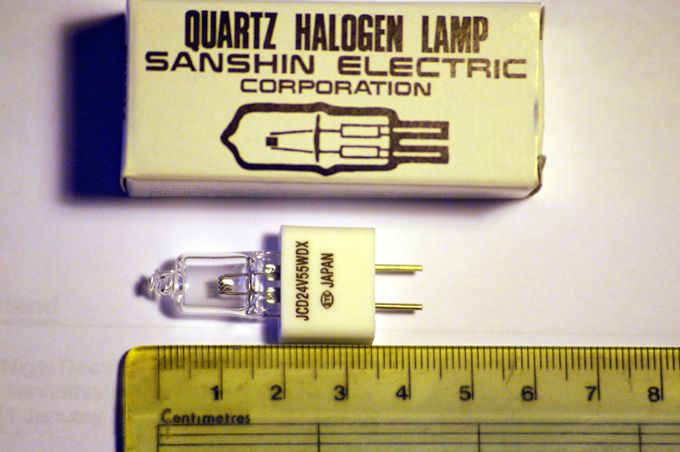 QUARTZ HALOGEN LAMP
SANSHIN ELECTRIC
CORPORATION
JCD24V55WDX
JAPAN
1 2 3 4 5 6 7 8
Centimetres